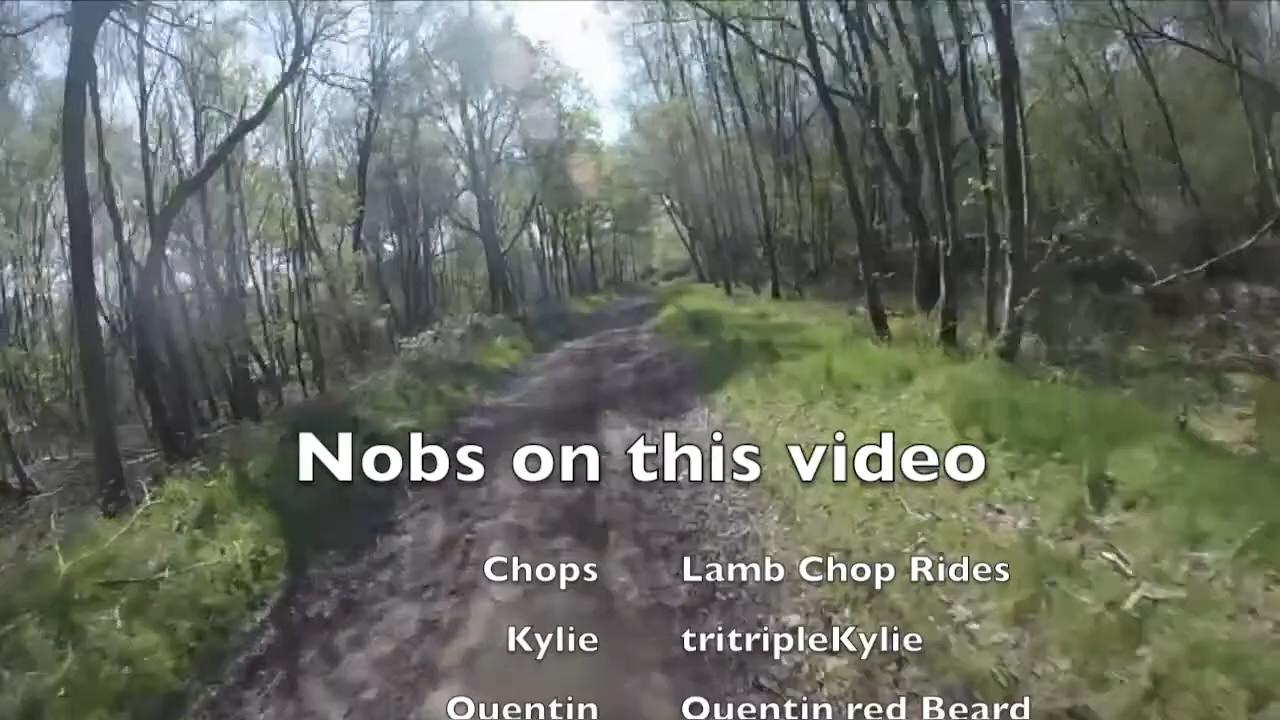 Nobs on this video
Chops Lamb Chop Rides
Kylie tritripleKylie
Quentin Quentin red Beard